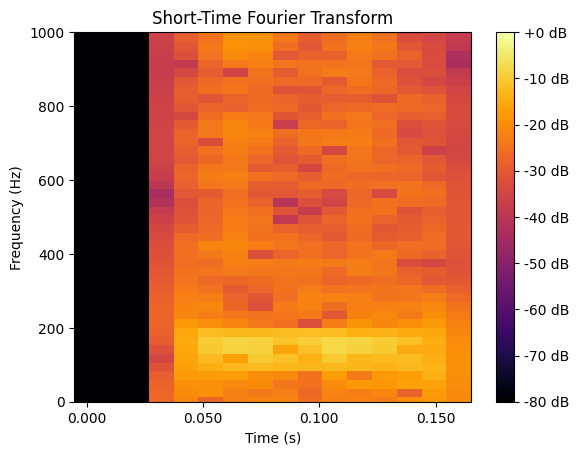 Short-Time Fourier Transform
1000
800
600
400
200
0
Frequency (Hz)
0.000
0.050
0.100
0.150
Time (s)
+0 dB
-10 dB
-20 dB
-30 dB
-40 dB
-50 dB
-60 dB
-70 dB
-80 dB